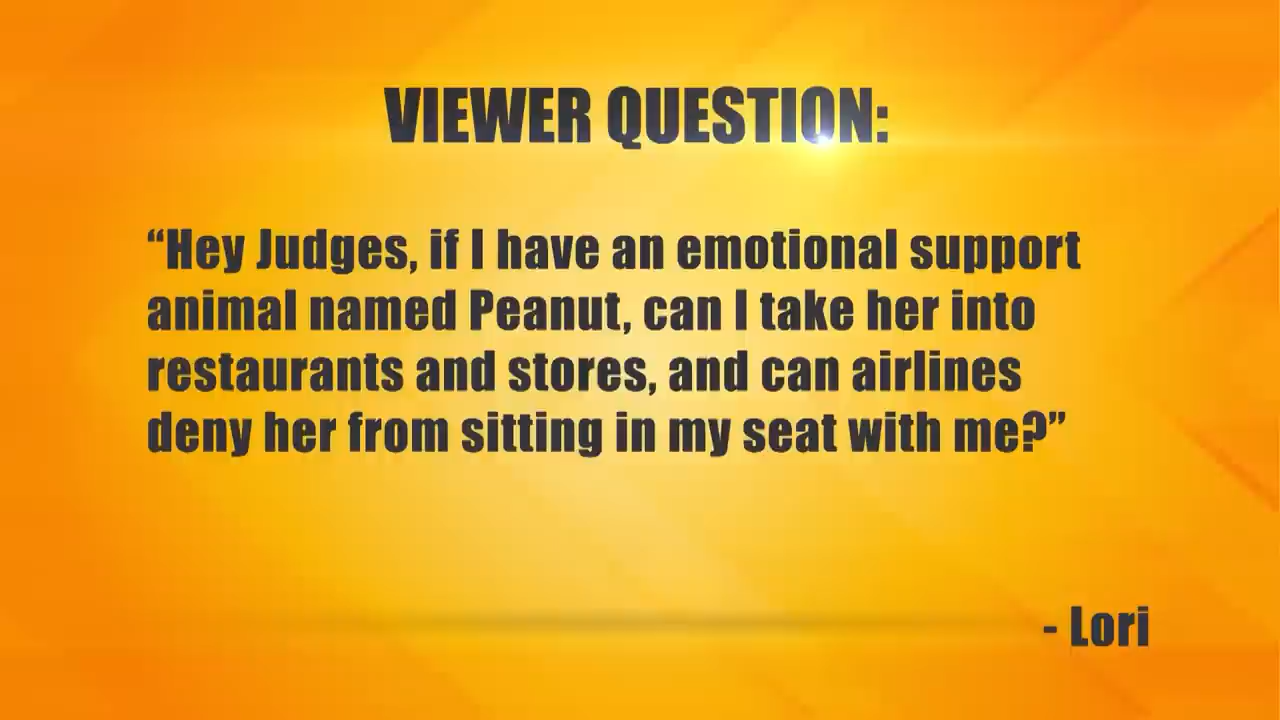 VIEWER QUESTION:
“Hey Judges, if I have an emotional support
animal named Peanut, can I take her into
restaurants and stores, and can airlines
deny her from sitting in my seat with me?”
- Lori